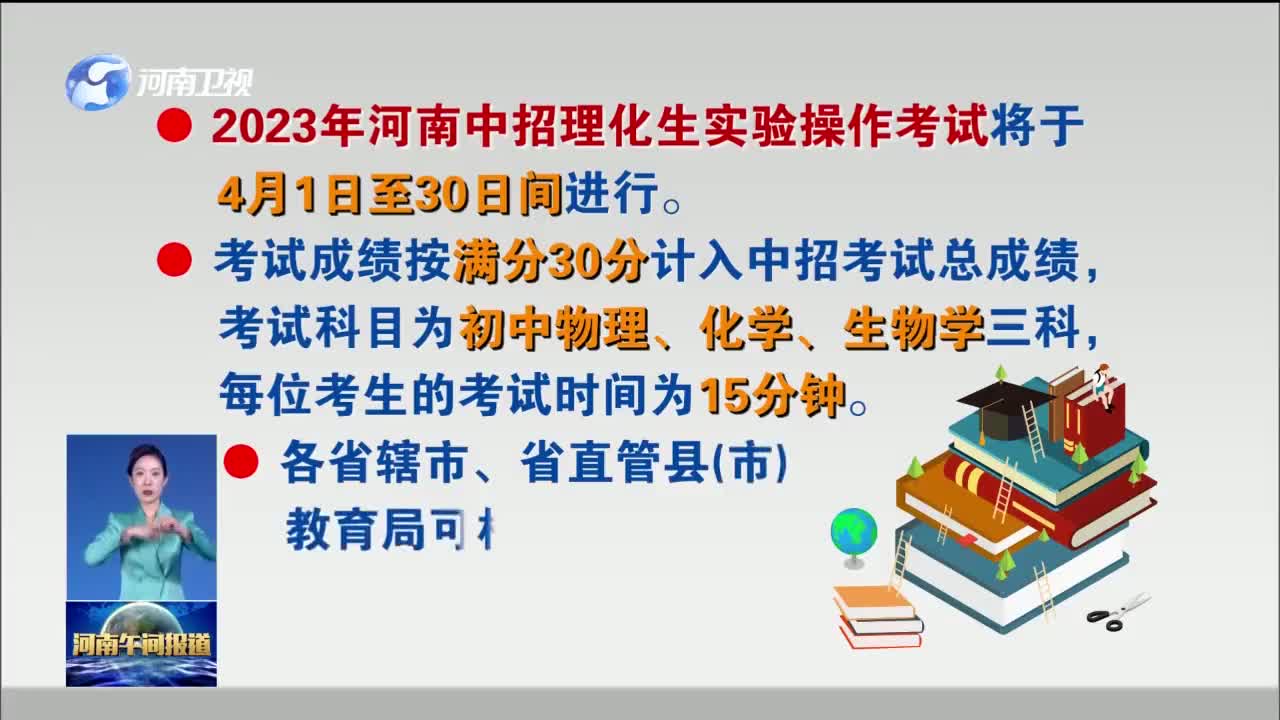 河南卫视
2023年河南中招理化生实验操作考试将于
4月1日至30日间进行。
考试成绩按满分30分计入中招考试总成绩,
考试科目为初中物理、化学、生物学三科,
每位考生的考试时间为15分钟。
各省辖市、省直管县(市)
教育局可
河南午间报道